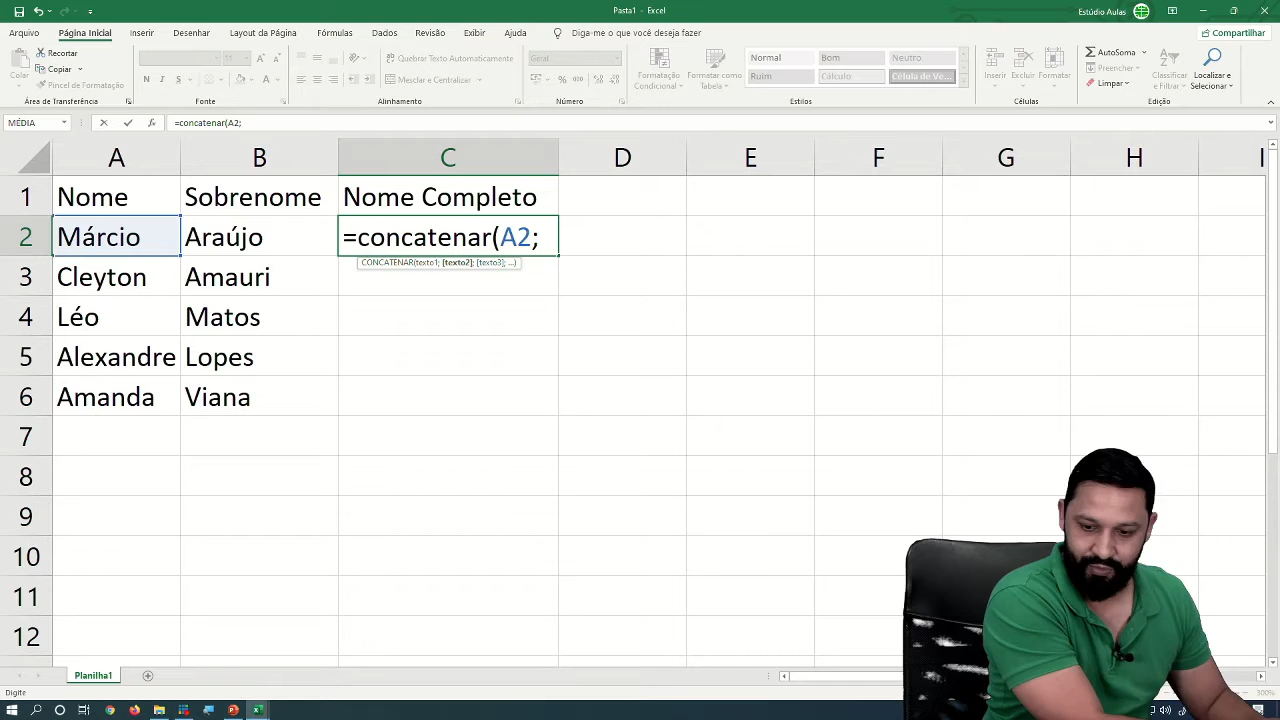 Pasta1 - Excel
Estúdio Aulas
Arquivo Página Inicial Inserir Desenhar Layout da Página Fórmulas Dados Revisão Exibir Ajuda Diga-me o que deseja fazer Compartilhar
Colar
Recortar
Copiar
Pincel de Formatação
Área de Transferência
N I S
Fonte
Quebrar Texto Automaticamente
Mesclar e Centralizar
Alinhamento
Geral
Número
Formatação Condicional
Formatar como Tabela
Normal Bom Neutro
Ruim Cálculo Célula de Ve...
Estilos
Inserir Excluir Formatar
Células
AutoSoma
Preencher
Limpar
Classificar e Filtrar
Localizar e Selecionar
Edição
MÉDIA =concatenar(A2;
A B C D E F G H I
1 Nome Sobrenome Nome Completo
2 Márcio Araújo =concatenar(A2;
CONCATENAR(texto1; [texto2]; [texto3]; ...)
3 Cleyton Amauri
4 Léo Matos
5 Alexandre Lopes
6 Amanda Viana
7
8
9
10
11
12
Planilha1
Digite 300%